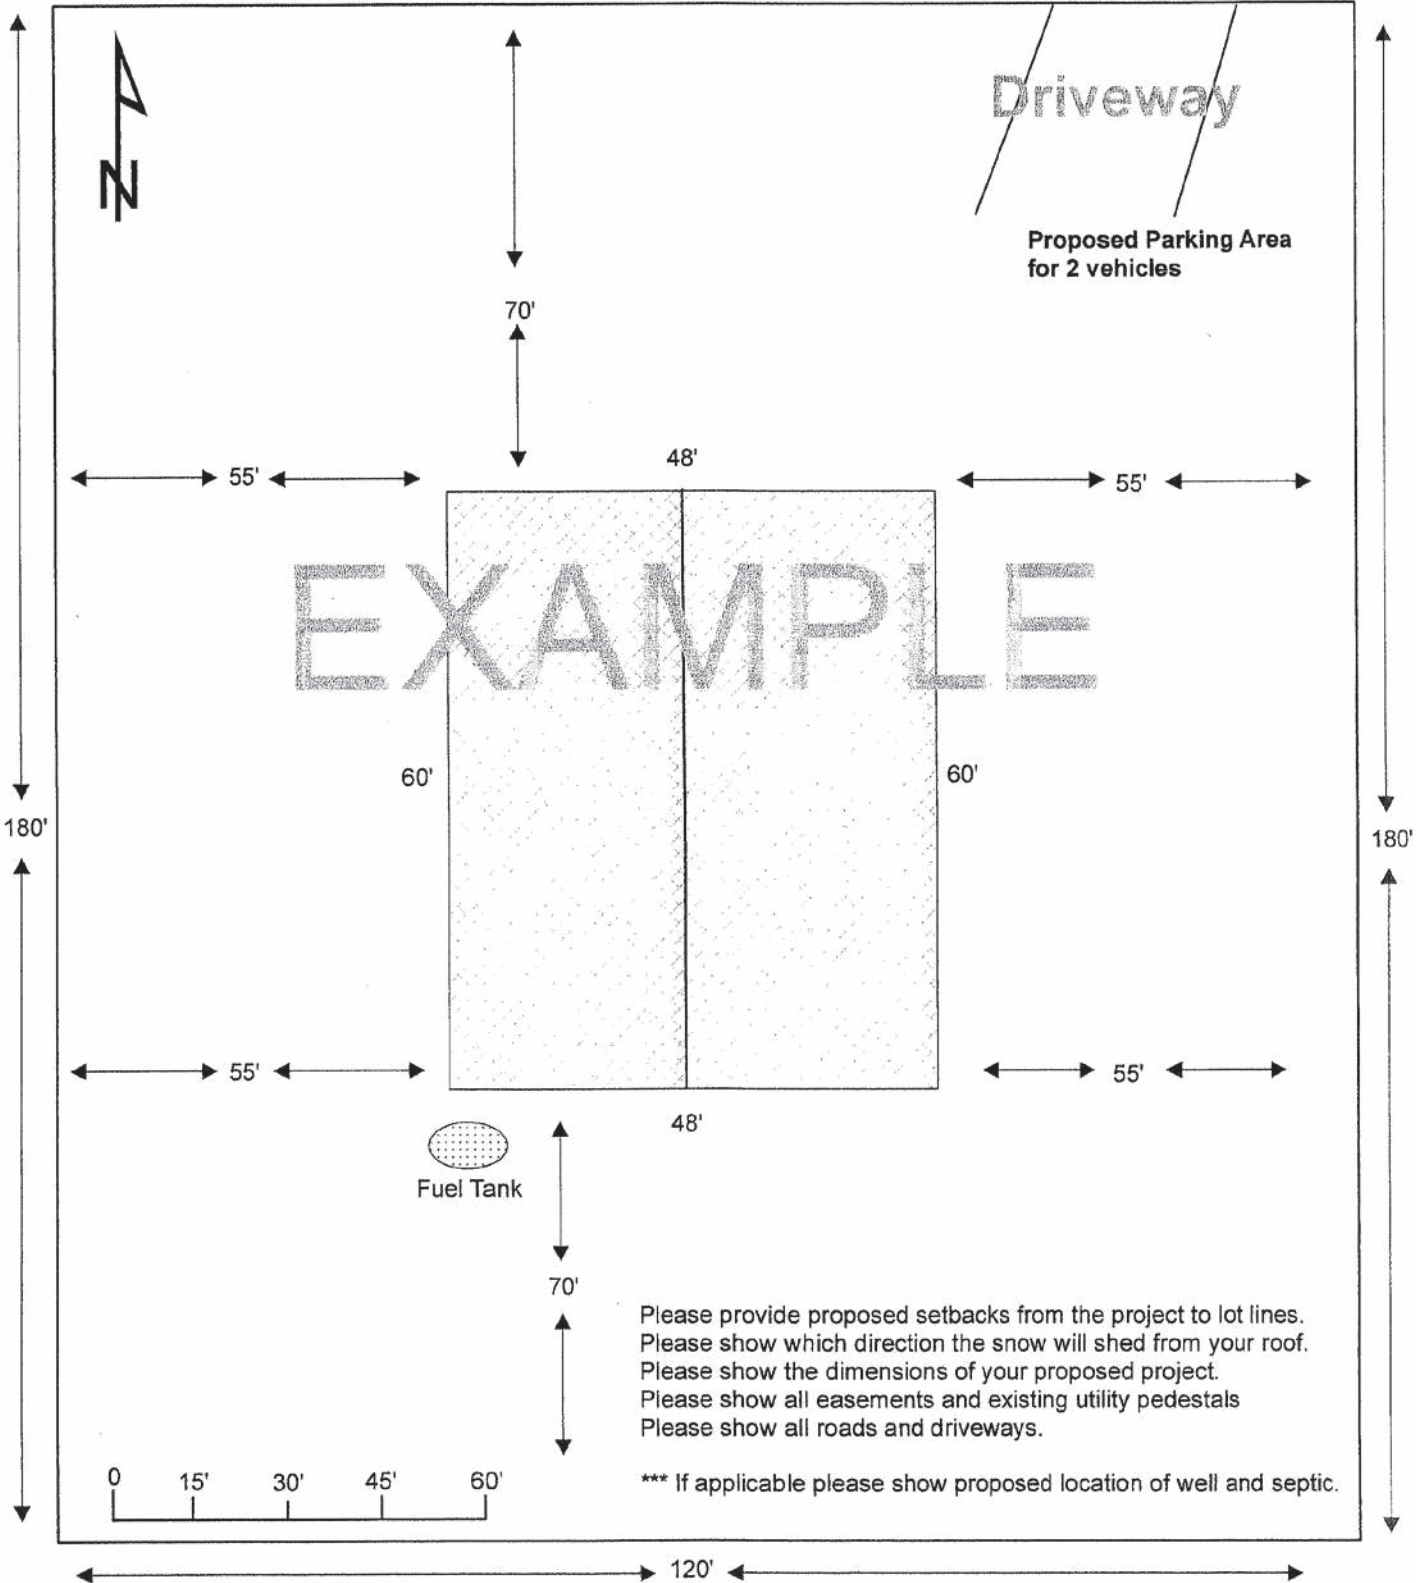 Driveway
N
Proposed Parking Area
for 2 vehicles
70'
48'
55'
55'
EXAMPLE
60'
60'
180'
180'
55'
55'
48'
Fuel Tank
70'
Please provide proposed setbacks from the project to lot lines.
Please show which direction the snow will shed from your roof.
Please show the dimensions of your proposed project.
Please show all easements and existing utility pedestals
Please show all roads and driveways.
0 15' 30' 45' 60'
*** If applicable please show proposed location of well and septic.
120'